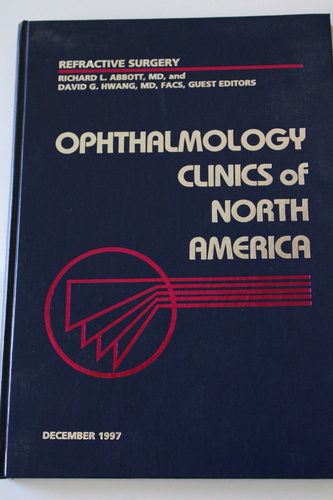 REFRACTIVE SURGERY
RICHARD L. ABBOTT, MD, and
DAVID G. HWANG, MD, FACS, GUEST EDITORS
OPHTHALMOLOGY
CLINICS of
NORTH
AMERICA
DECEMBER 1997